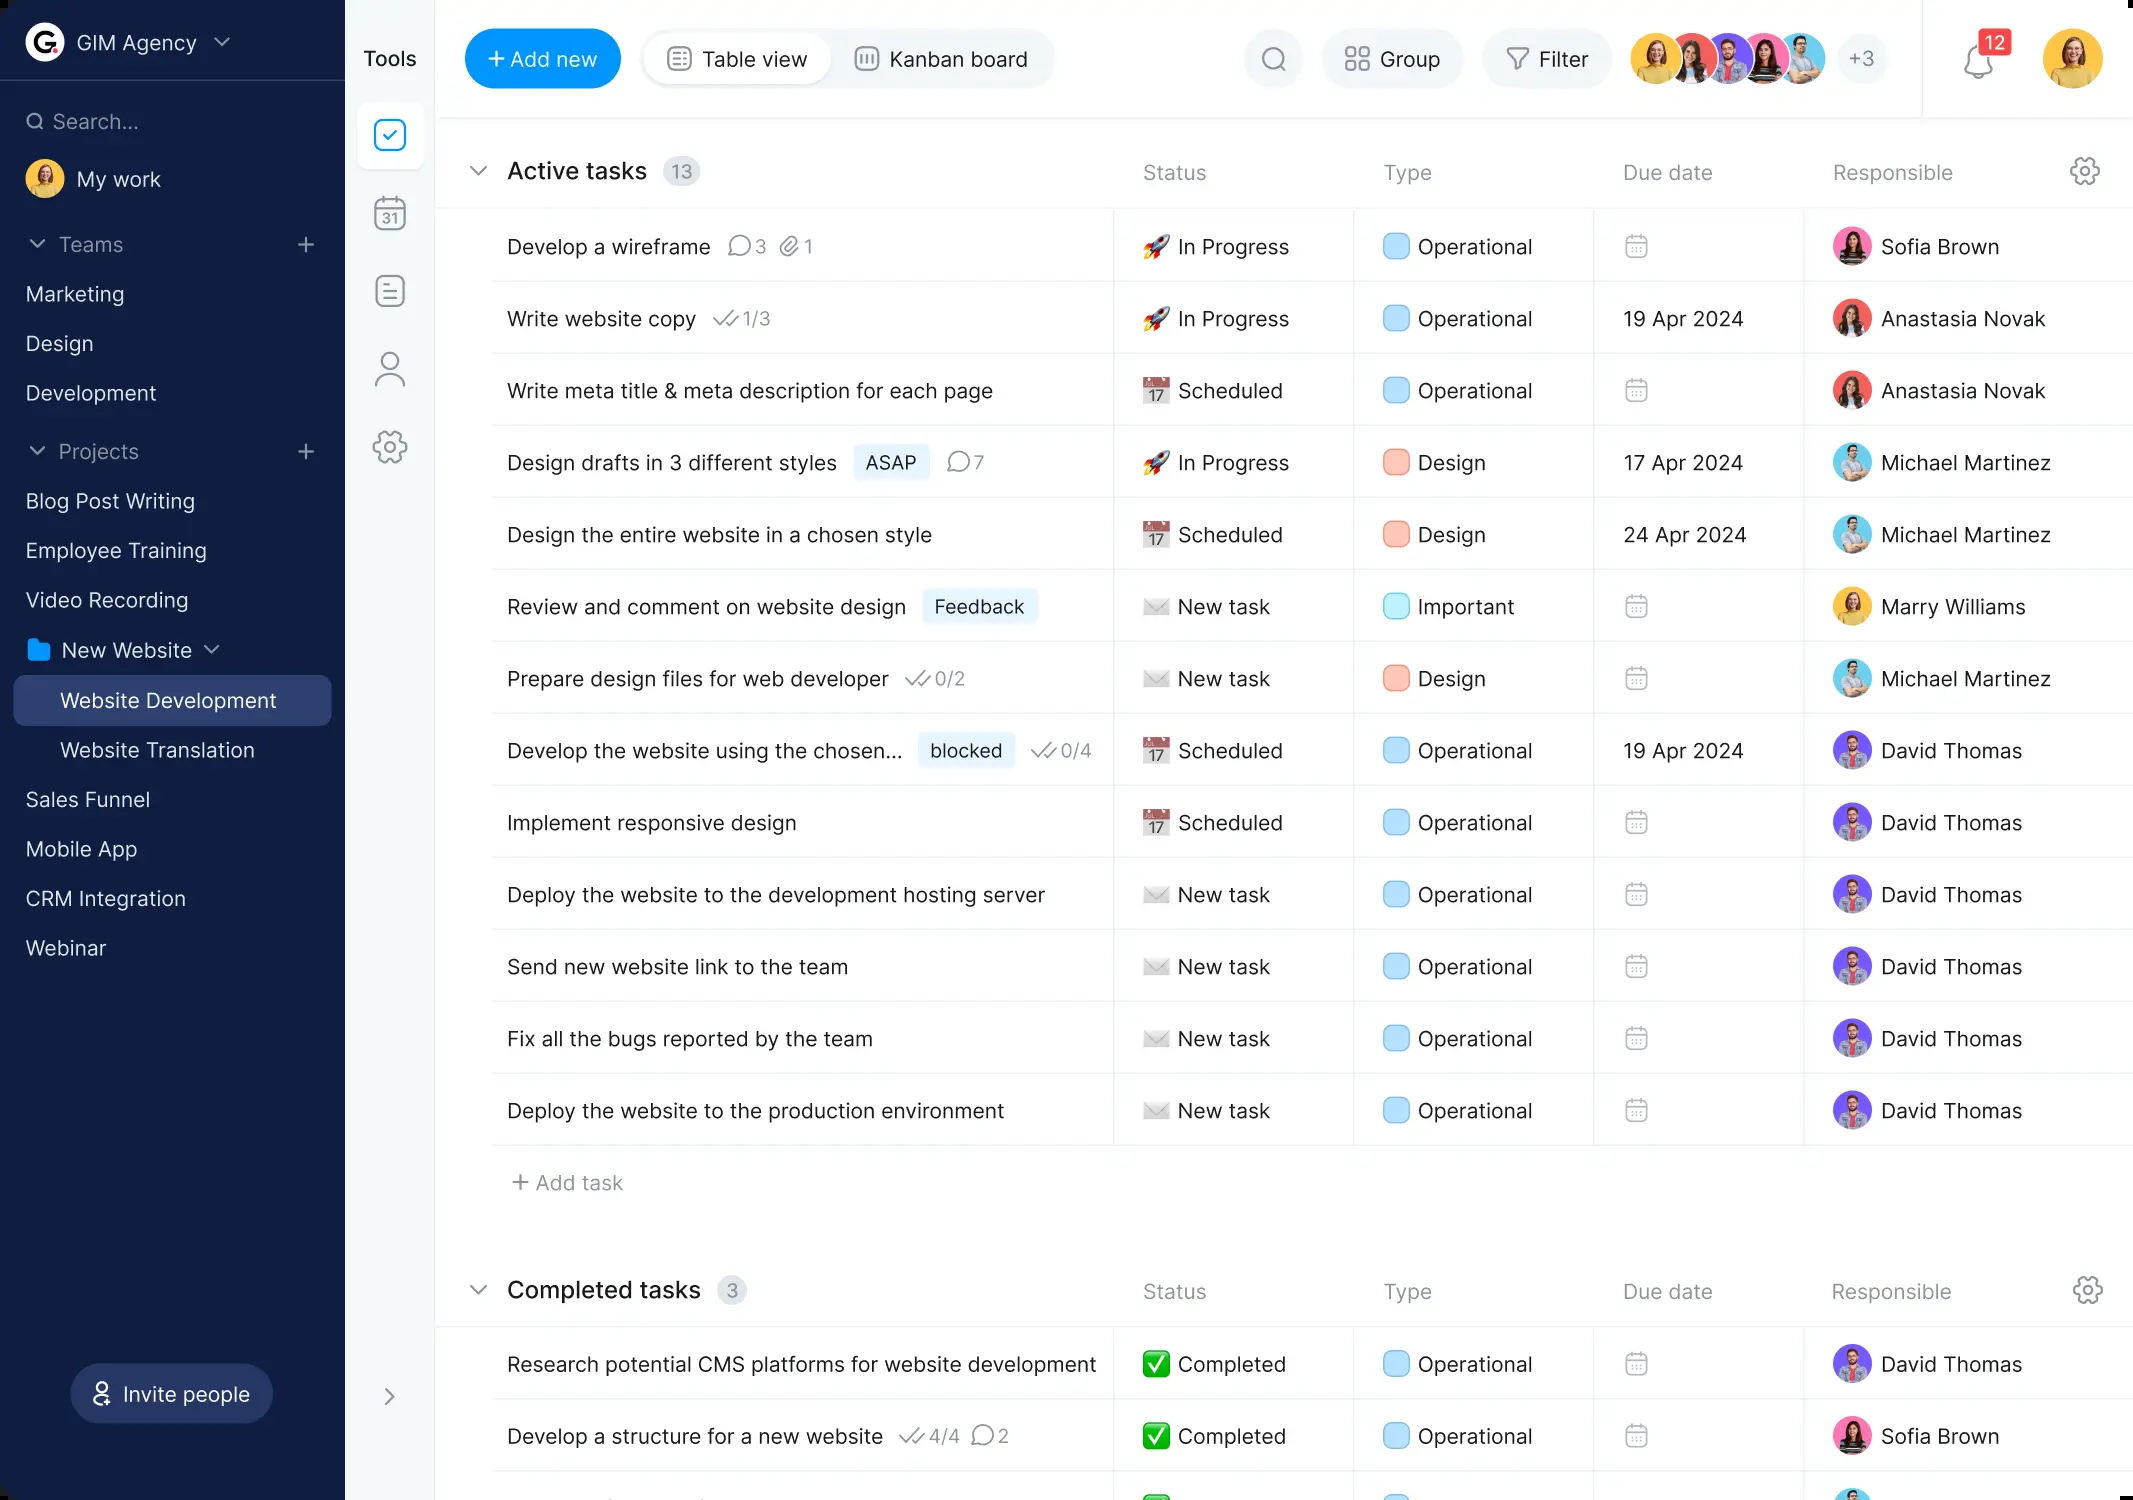 GIM Agency
Search...
My work
Teams
Marketing
Design
Development
Projects
Blog Post Writing
Employee Training
Video Recording
New Website
Website Development
Website Translation
Sales Funnel
Mobile App
CRM Integration
Webinar
Invite people
Tools
31
+ Add new
Table view
Kanban board
Group
Filter
+3
12
Active tasks 13 Status Type Due date Responsible
Develop a wireframe 3 1 In Progress Operational Sofia Brown
Write website copy 1/3 In Progress Operational 19 Apr 2024 Anastasia Novak
Write meta title & meta description for each page 17 Scheduled Operational Anastasia Novak
Design drafts in 3 different styles ASAP 7 In Progress Design 17 Apr 2024 Michael Martinez
Design the entire website in a chosen style 17 Scheduled Design 24 Apr 2024 Michael Martinez
Review and comment on website design Feedback New task Important Marry Williams
Prepare design files for web developer 0/2 New task Design Michael Martinez
Develop the website using the chosen... blocked 0/4 17 Scheduled Operational 19 Apr 2024 David Thomas
Implement responsive design 17 Scheduled Operational David Thomas
Deploy the website to the development hosting server New task Operational David Thomas
Send new website link to the team New task Operational David Thomas
Fix all the bugs reported by the team New task Operational David Thomas
Deploy the website to the production environment New task Operational David Thomas
+ Add task
Completed tasks 3 Status Type Due date Responsible
Research potential CMS platforms for website development Completed Operational David Thomas
Develop a structure for a new website 4/4 2 Completed Operational Sofia Brown